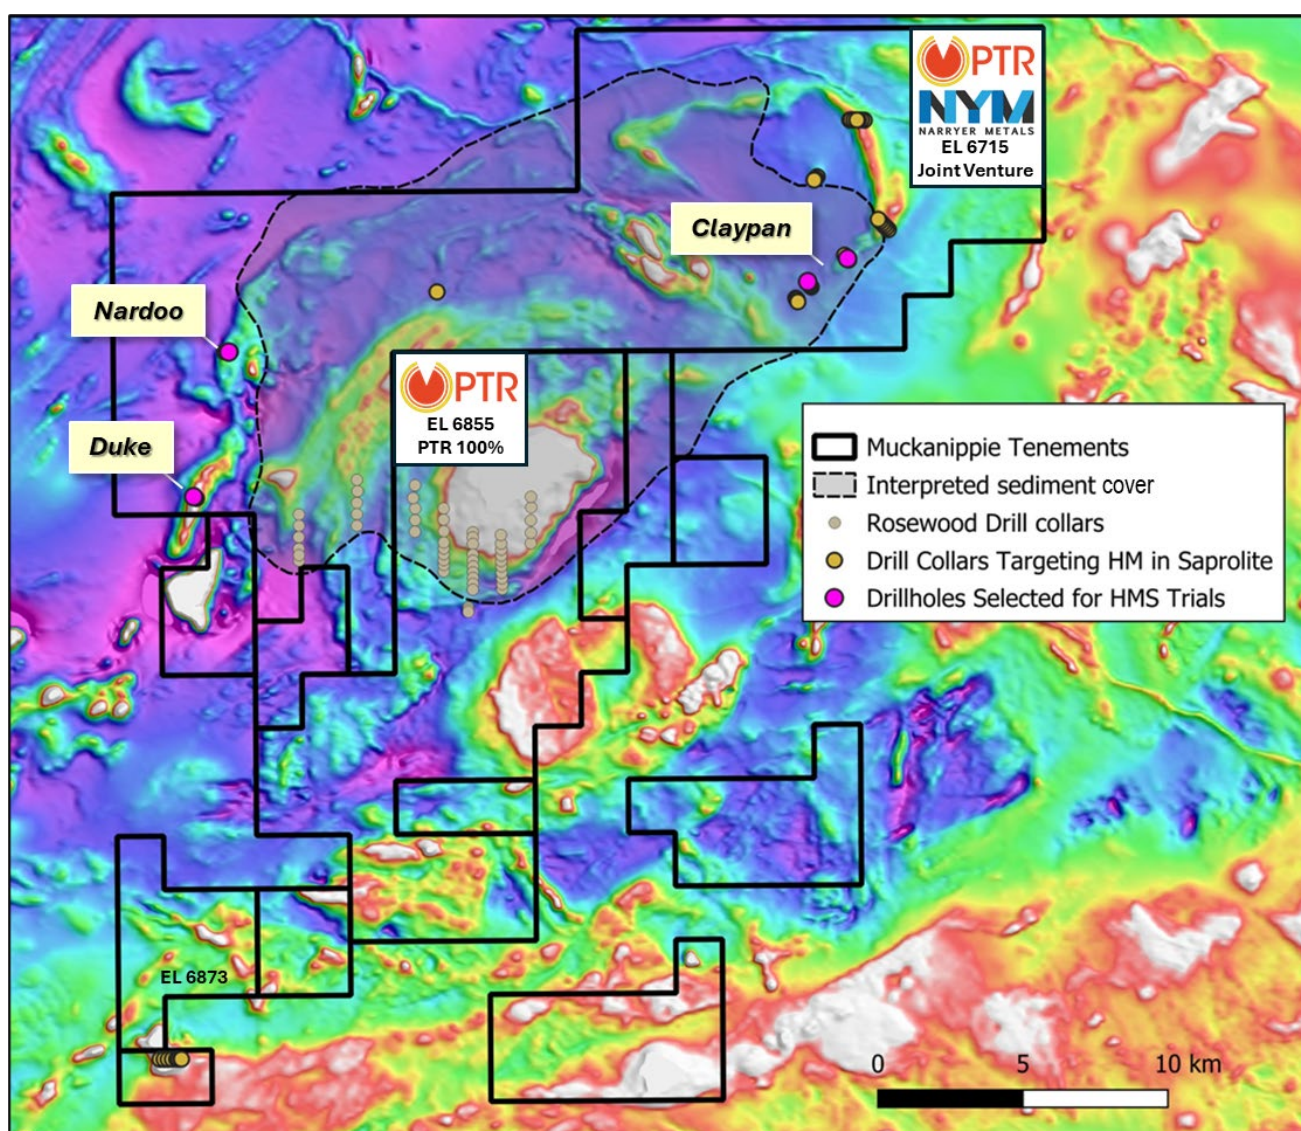 PTR
NYM
NARRYER METALS
EL 6715
Joint Venture
Claypan
Nardoo
PTR
EL 6855
PTR 100%
Duke
Muckanippie Tenements
Interpreted sediment cover
Rosewood Drill collars
Drill Collars Targeting HM in Saprolite
Drillholes Selected for HMS Trials
EL 6873
0 5 10 km